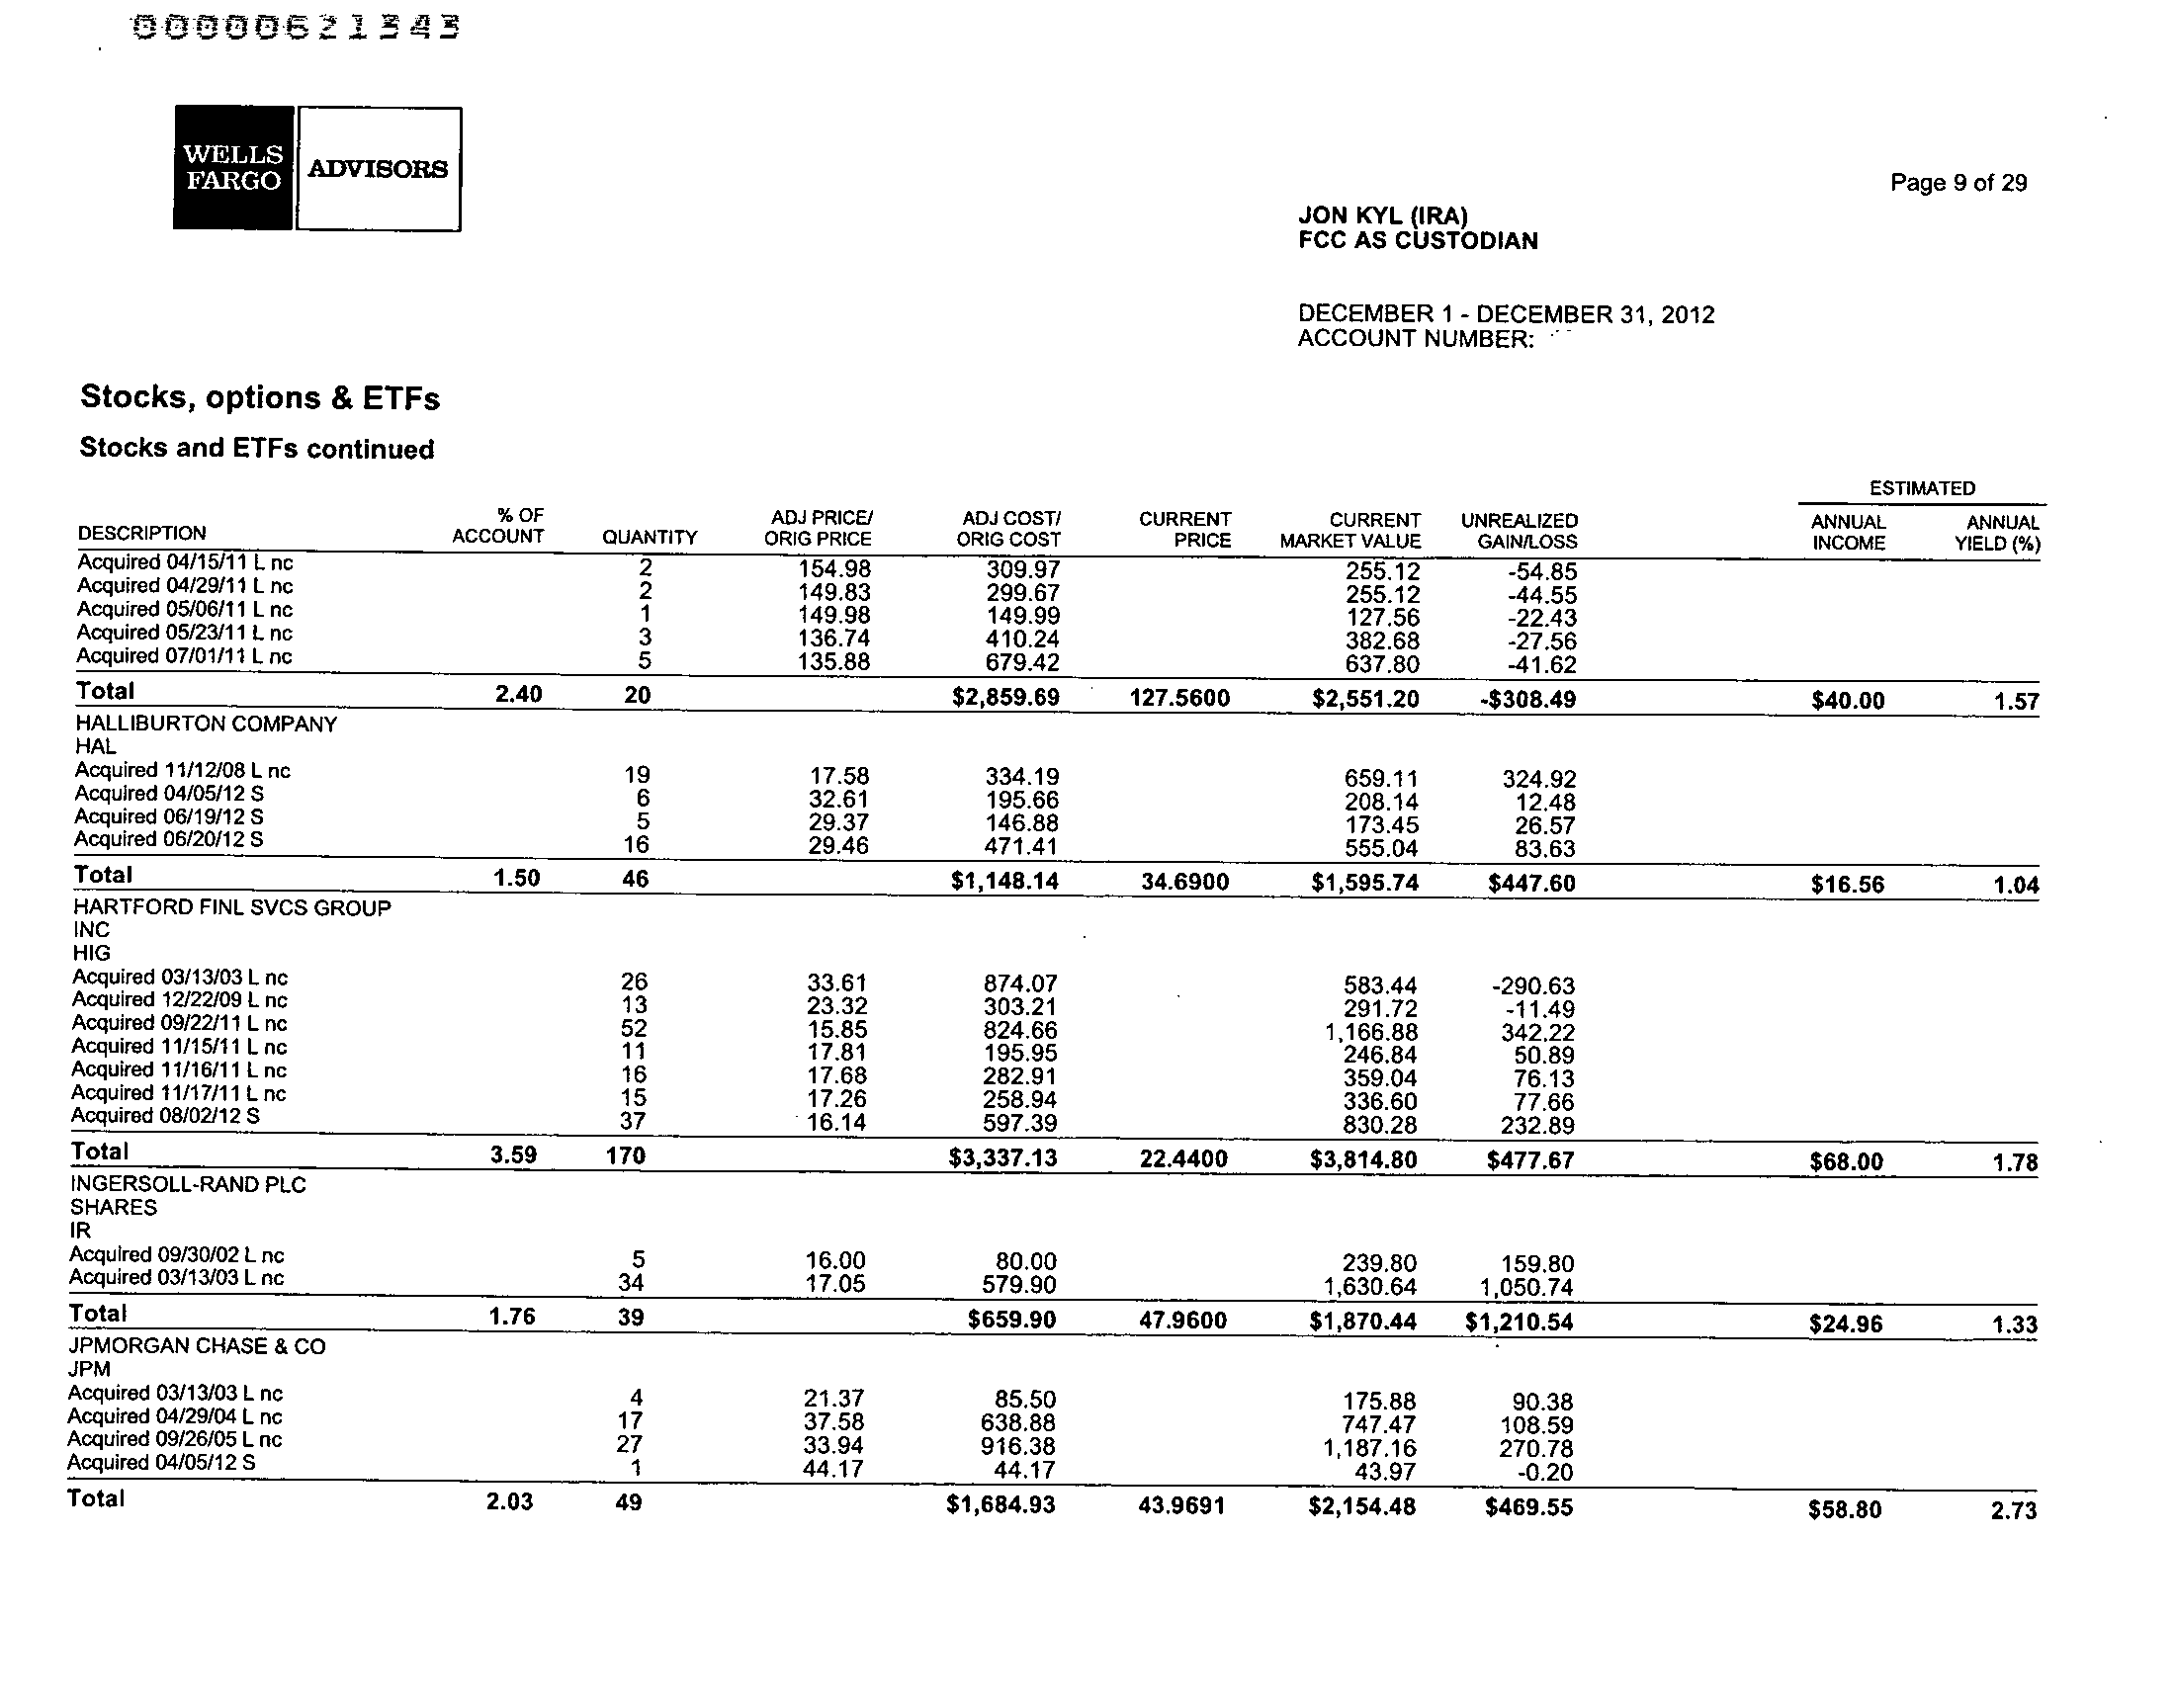 00000621343
WELLS FARGO ADVISORS
Page 9 of 29
JON KYL (IRA)
FCC AS CUSTODIAN
DECEMBER 1 - DECEMBER 31, 2012
ACCOUNT NUMBER:
Stocks, options & ETFs
Stocks and ETFs continued
ESTIMATED
DESCRIPTION % OF ACCOUNT QUANTITY ADJ PRICE/ ORIG PRICE ADJ COST/ ORIG COST CURRENT PRICE CURRENT MARKET VALUE UNREALIZED GAIN/LOSS ANNUAL INCOME ANNUAL YIELD (%)
Acquired 04/15/11 L nc 2 154.98 309.97 255.12 -54.85
Acquired 04/29/11 L nc 2 149.83 299.67 255.12 -44.55
Acquired 05/06/11 L nc 1 149.98 149.99 127.56 -22.43
Acquired 05/23/11 L nc 3 136.74 410.24 382.68 -27.56
Acquired 07/01/11 L nc 5 135.88 679.42 637.80 -41.62
Total 2.40 20 $2,859.69 127.5600 $2,551.20 -$308.49 $40.00 1.57
HALLIBURTON COMPANY
HAL
Acquired 11/12/08 L nc 19 17.58 334.19 659.11 324.92
Acquired 04/05/12 S 6 32.61 195.66 208.14 12.48
Acquired 06/19/12 S 5 29.37 146.88 173.45 26.57
Acquired 06/20/12 S 16 29.46 471.41 555.04 83.63
Total 1.50 46 $1,148.14 34.6900 $1,595.74 $447.60 $16.56 1.04
HARTFORD FINL SVCS GROUP
INC
HIG
Acquired 03/13/03 L nc 26 33.61 874.07 583.44 -290.63
Acquired 12/22/09 L nc 13 23.32 303.21 291.72 -11.49
Acquired 09/22/11 L nc 52 15.85 824.66 1,166.88 342.22
Acquired 11/15/11 L nc 11 17.81 195.95 246.84 50.89
Acquired 11/16/11 L nc 16 17.68 282.91 359.04 76.13
Acquired 11/17/11 L nc 15 17.26 258.94 336.60 77.66
Acquired 08/02/12 S 37 16.14 597.39 830.28 232.89
Total 3.59 170 $3,337.13 22.4400 $3,814.80 $477.67 $68.00 1.78
INGERSOLL-RAND PLC
SHARES
IR
Acquired 09/30/02 L nc 5 16.00 80.00 239.80 159.80
Acquired 03/13/03 L nc 34 17.05 579.90 1,630.64 1,050.74
Total 1.76 39 $659.90 47.9600 $1,870.44 $1,210.54 $24.96 1.33
JPMORGAN CHASE & CO
JPM
Acquired 03/13/03 L nc 4 21.37 85.50 175.88 90.38
Acquired 04/29/04 L nc 17 37.58 638.88 747.47 108.59
Acquired 09/26/05 L nc 27 33.94 916.38 1,187.16 270.78
Acquired 04/05/12 S 1 44.17 44.17 43.97 -0.20
Total 2.03 49 $1,684.93 43.9691 $2,154.48 $469.55 $58.80 2.73